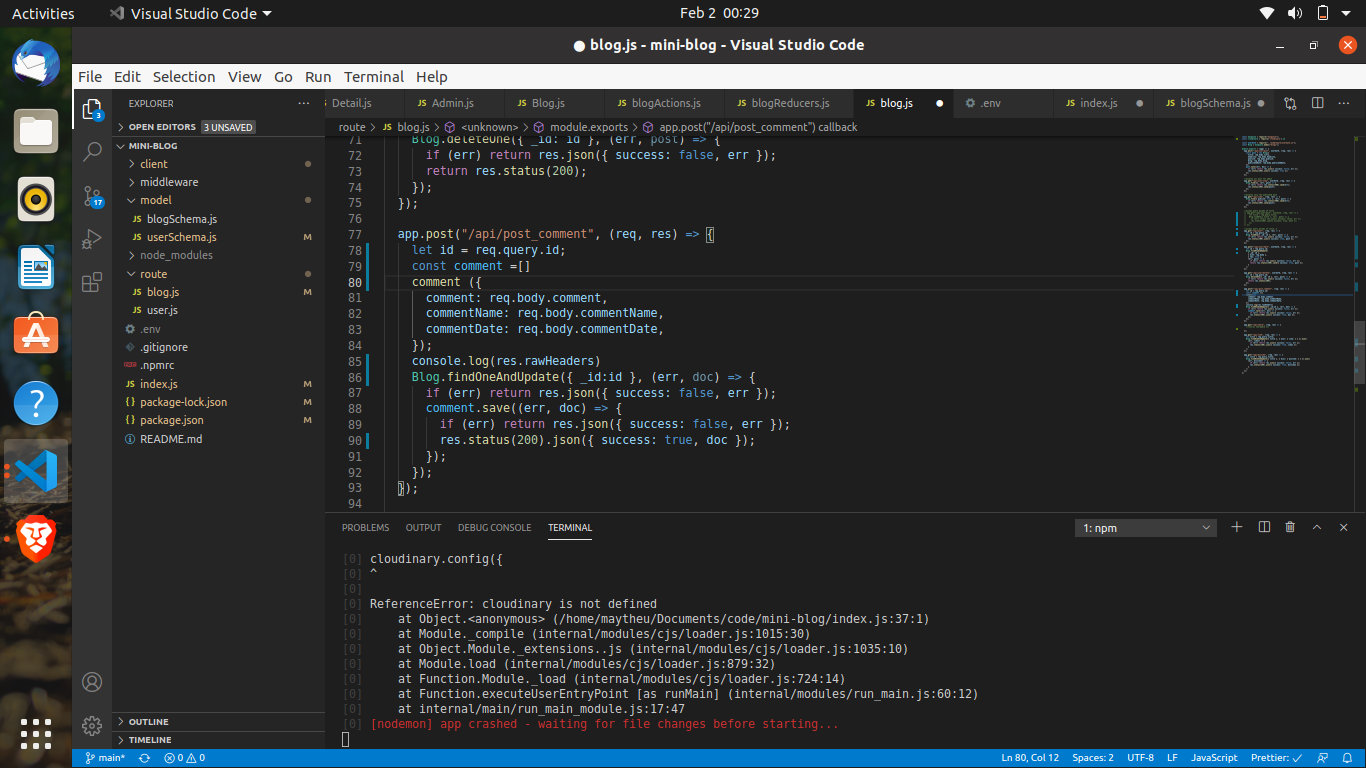 Activities
Visual Studio Code
Feb 2 00:29
● blog.js - mini-blog - Visual Studio Code
File Edit Selection View Go Run Terminal Help
EXPLORER
OPEN EDITORS 3 UNSAVED
MINI-BLOG
client
middleware
model
JS blogSchema.js
JS userSchema.js M
node_modules
route
JS blog.js M
JS user.js
.env
.gitignore
npm .npmrc
JS index.js M
{} package-lock.json M
{} package.json M
README.md
OUTLINE
TIMELINE
3
17
Detail.js
JS Admin.js
JS Blog.js
JS blogActions.js
JS blogReducers.js
JS blog.js
.env
JS index.js
JS blogSchema.js
route > JS blog.js > <unknown> > module.exports > app.post("/api/post_comment") callback
71 Blog.deleteOne({ _id: id }, (err, post) => {
72 if (err) return res.json({ success: false, err });
73 return res.status(200);
74 });
75 });
76
77 app.post("/api/post_comment", (req, res) => {
78 let id = req.query.id;
79 const comment =[]
80 comment ({
81 comment: req.body.comment,
82 commentName: req.body.commentName,
83 commentDate: req.body.commentDate,
84 });
85 console.log(res.rawHeaders)
86 Blog.findOneAndUpdate({ _id:id }, (err, doc) => {
87 if (err) return res.json({ success: false, err });
88 comment.save((err, doc) => {
89 if (err) return res.json({ success: false, err });
90 res.status(200).json({ success: true, doc });
91 });
92 });
93 });
94
PROBLEMS OUTPUT DEBUG CONSOLE TERMINAL
1: npm
[0] cloudinary.config({
[0] ^
[0]
[0] ReferenceError: cloudinary is not defined
[0] at Object.<anonymous> (/home/maytheu/Documents/code/mini-blog/index.js:37:1)
[0] at Module._compile (internal/modules/cjs/loader.js:1015:30)
[0] at Object.Module._extensions..js (internal/modules/cjs/loader.js:1035:10)
[0] at Module.load (internal/modules/cjs/loader.js:879:32)
[0] at Function.Module._load (internal/modules/cjs/loader.js:724:14)
[0] at Function.executeUserEntryPoint [as runMain] (internal/modules/run_main.js:60:12)
[0] at internal/main/run_main_module.js:17:47
[0] [nodemon] app crashed - waiting for file changes before starting...
main* 0 0
Ln 80, Col 12 Spaces: 2 UTF-8 LF JavaScript Prettier: ✓